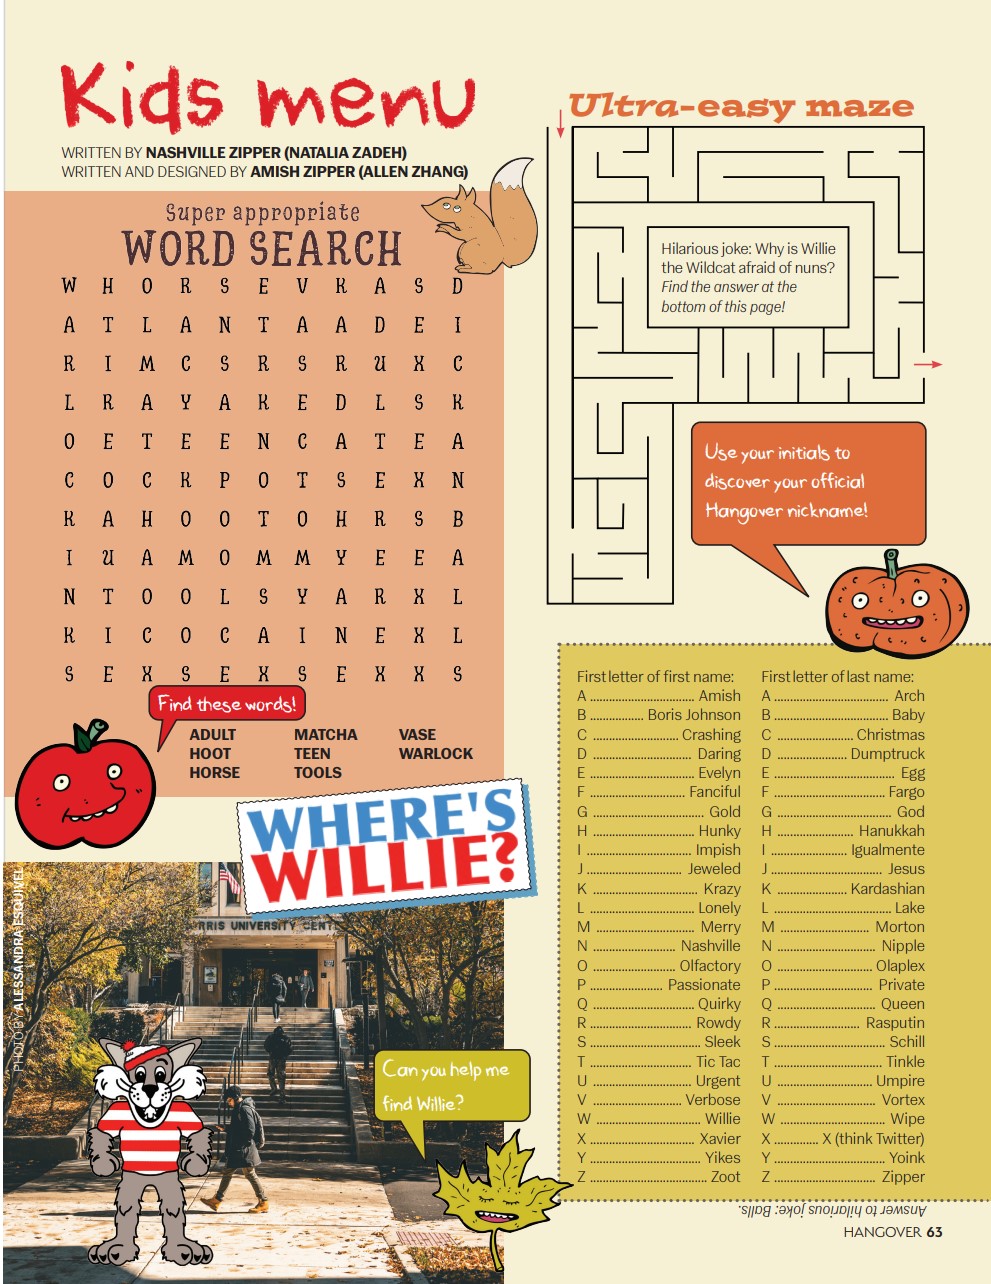 Kids menu
WRITTEN BY NASHVILLE ZIPPER (NATALIA ZADEH)
WRITTEN AND DESIGNED BY AMISH ZIPPER (ALLEN ZHANG)
Super appropriate
WORD SEARCH
W H O R S E V K A S D
A T L A N T A A D E I
R I M C S R S R U X C
L R A Y A K E D L S K
O E T E E N C A T E A
C O C K P O T S E X N
K A H O O T O H R S B
I U A M O M M Y E E A
N T O O L S Y A R X L
K I C O C A I N E X L
S E X S E X S E X X S
Find these words!
ADULT MATCHA VASE
HOOT TEEN WARLOCK
HORSE TOOLS
Ultra-easy maze
Hilarious joke: Why is Willie
the Wildcat afraid of nuns?
Find the answer at the
bottom of this page!
Use your initials to
discover your official
Hangover nickname!
First letter of first name:
A ........ Amish
B ........ Boris Johnson
C ........ Crashing
D ........ Daring
E ........ Evelyn
F ........ Fanciful
G ........ Gold
H ........ Hunky
I ........ Impish
J ........ Jeweled
K ........ Krazy
L ........ Lonely
M ........ Merry
N ........ Nashville
O ........ Olfactory
P ........ Passionate
Q ........ Quirky
R ........ Rowdy
S ........ Sleek
T ........ Tic Tac
U ........ Urgent
V ........ Verbose
W ........ Willie
X ........ Xavier
Y ........ Yikes
Z ........ Zoot
First letter of last name:
A ........ Arch
B ........ Baby
C ........ Christmas
D ........ Dumptruck
E ........ Egg
F ........ Fargo
G ........ God
H ........ Hanukkah
I ........ Igualmente
J ........ Jesus
K ........ Kardashian
L ........ Lake
M ........ Morton
N ........ Nipple
O ........ Olaplex
P ........ Private
Q ........ Queen
R ........ Rasputin
S ........ Schill
T ........ Tinkle
U ........ Umpire
V ........ Vortex
W ........ Wipe
X ........ X (think Twitter)
Y ........ Yoink
Z ........ Zipper
WHERE'S
WILLIE?
RRIS UNIVERSITY CENT
PHOTO BY ALESSANDRA ESQUIVEL
Can you help me
find Willie?
Answer to hilarious joke: Balls.
HANGOVER 63